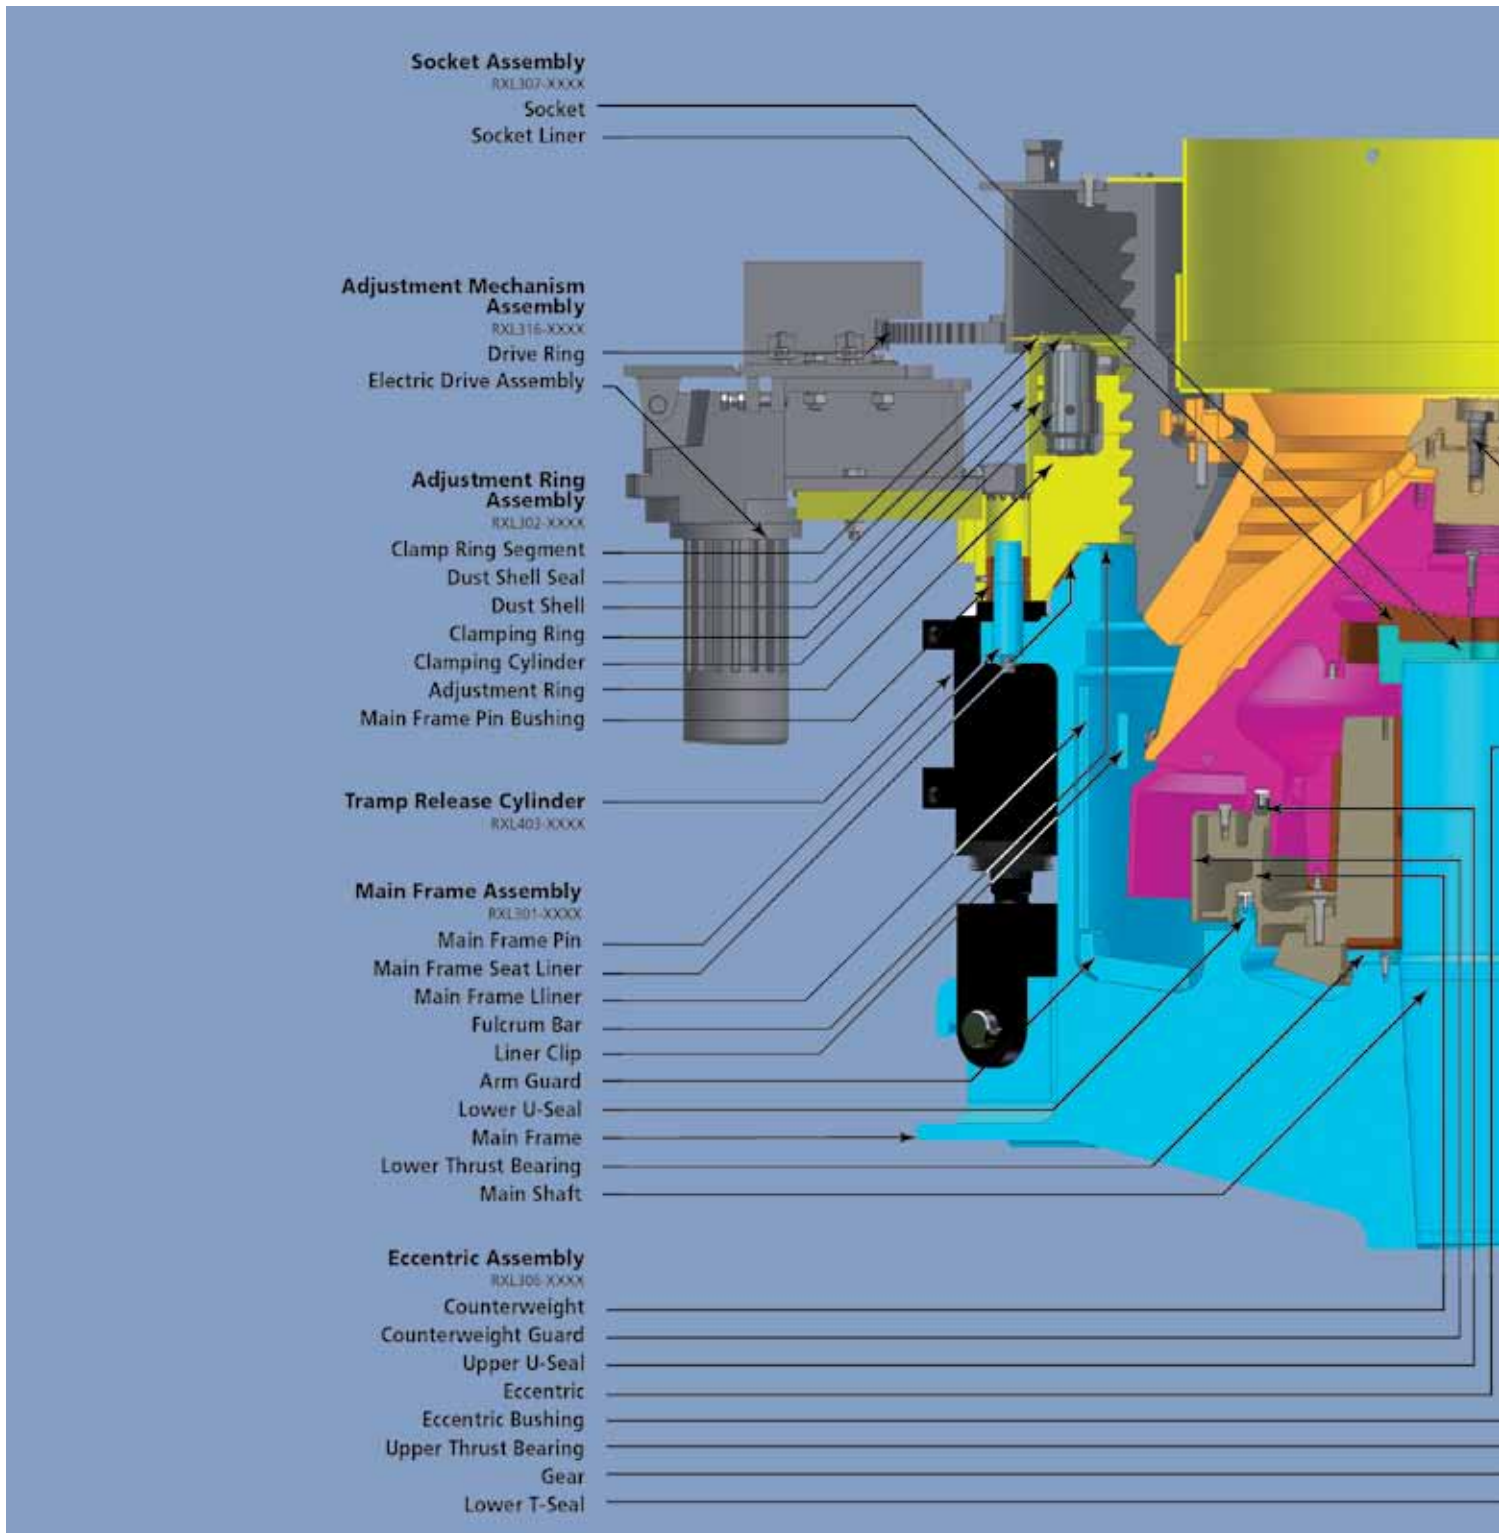 Socket Assembly
RXL307-XXXX
Socket
Socket Liner
Adjustment Mechanism
Assembly
RXL316-XXXX
Drive Ring
Electric Drive Assembly
Adjustment Ring
Assembly
RXL302-XXXX
Clamp Ring Segment
Dust Shell Seal
Dust Shell
Clamping Ring
Clamping Cylinder
Adjustment Ring
Main Frame Pin Bushing
Tramp Release Cylinder
RXL403-XXXX
Main Frame Assembly
RXL301-XXXX
Main Frame Pin
Main Frame Seat Liner
Main Frame Lliner
Fulcrum Bar
Liner Clip
Arm Guard
Lower U-Seal
Main Frame
Lower Thrust Bearing
Main Shaft
Eccentric Assembly
RXL306-XXXX
Counterweight
Counterweight Guard
Upper U-Seal
Eccentric
Eccentric Bushing
Upper Thrust Bearing
Gear
Lower T-Seal